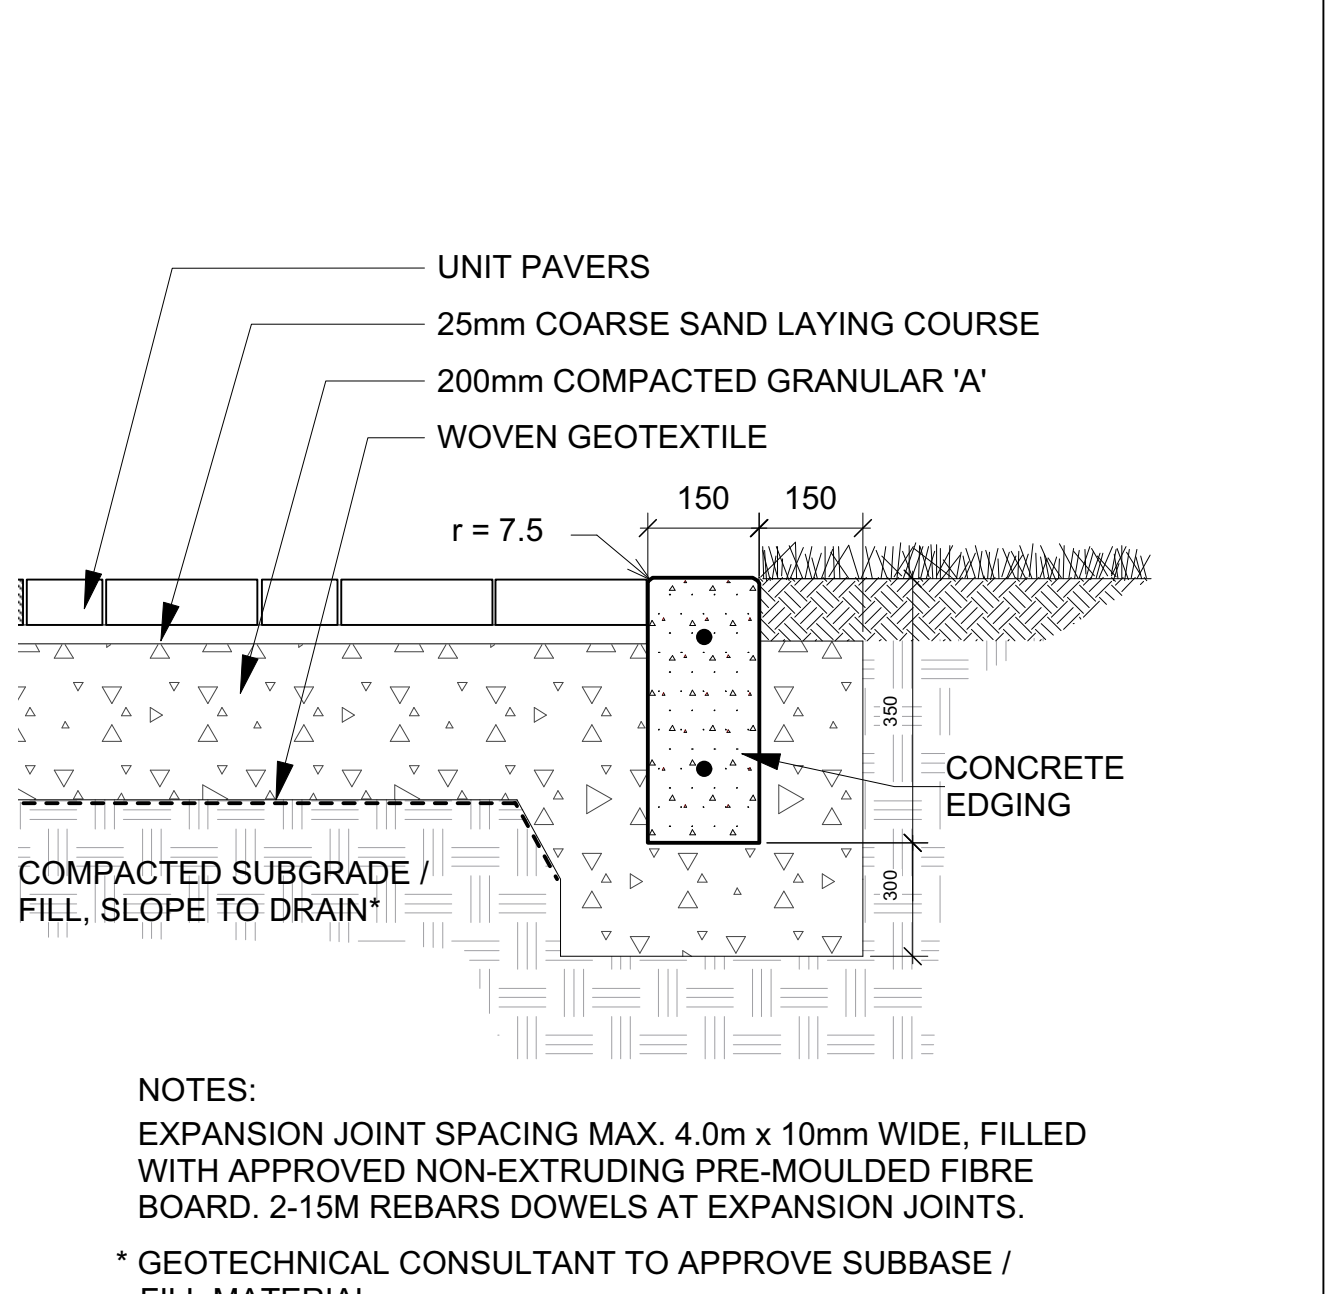 UNIT PAVERS
25mm COARSE SAND LAYING COURSE
200mm COMPACTED GRANULAR 'A'
WOVEN GEOTEXTILE
150
150
r = 7.5
350
CONCRETE
EDGING
300
COMPACTED SUBGRADE /
FILL, SLOPE TO DRAIN*
NOTES:
EXPANSION JOINT SPACING MAX. 4.0m x 10mm WIDE, FILLED
WITH APPROVED NON-EXTRUDING PRE-MOULDED FIBRE
BOARD. 2-15M REBARS DOWELS AT EXPANSION JOINTS.
* GEOTECHNICAL CONSULTANT TO APPROVE SUBBASE /
FILL MATERIAL